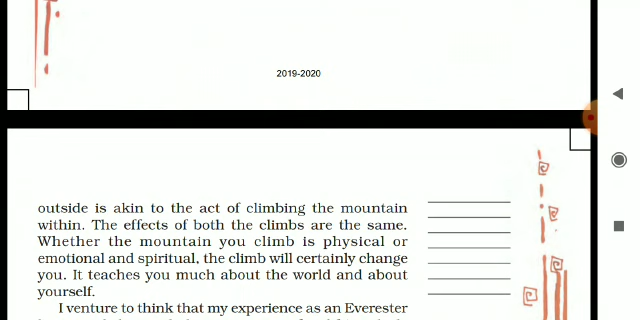 2019-2020
outside is akin to the act of climbing the mountain
within. The effects of both the climbs are the same.
Whether the mountain you climb is physical or
emotional and spiritual, the climb will certainly change
you. It teaches you much about the world and about
yourself.
I venture to think that my experience as an Everester